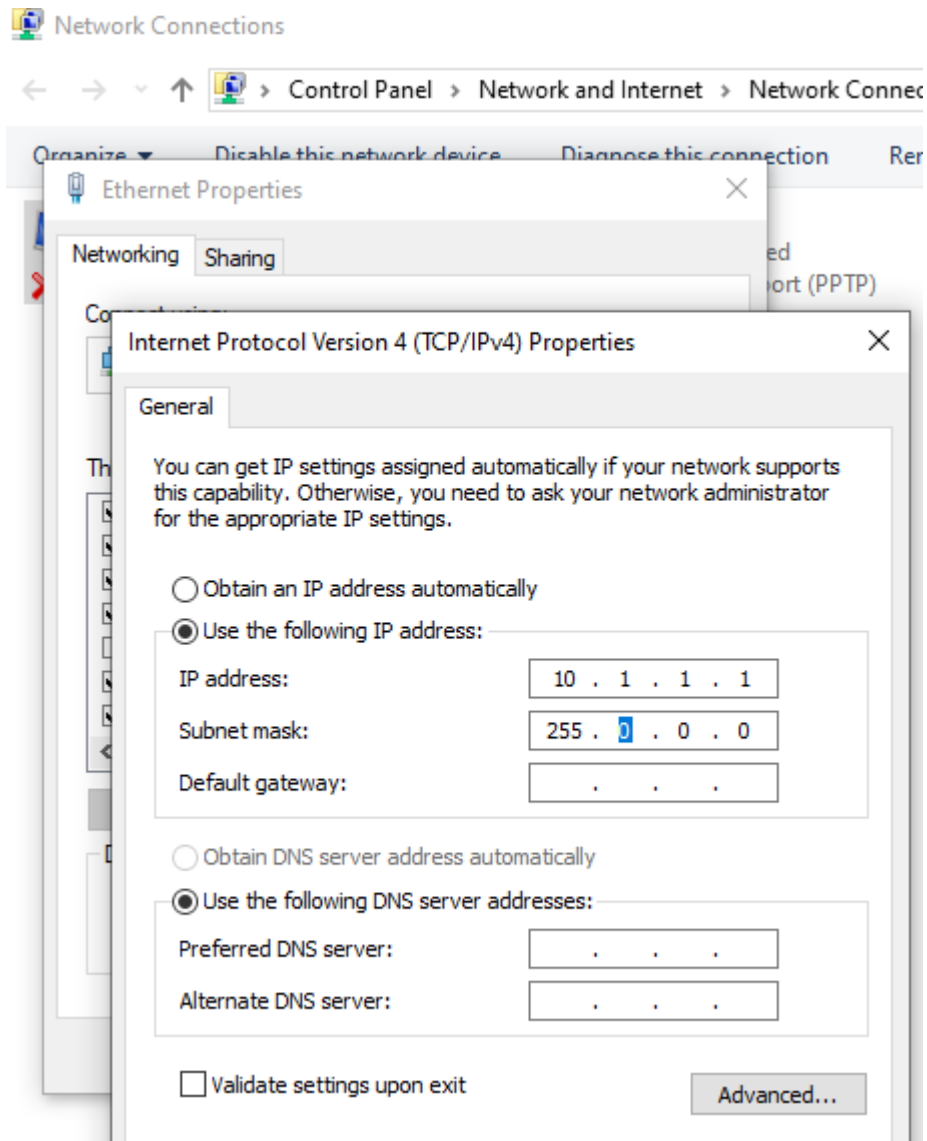 Network Connections
Control Panel > Network and Internet > Network Connec
Organize Disable this network device Diagnose this connection Rer
Ethernet Properties
Networking Sharing
ed
ort (PPTP)
Internet Protocol Version 4 (TCP/IPv4) Properties
General
Th
You can get IP settings assigned automatically if your network supports
this capability. Otherwise, you need to ask your network administrator
for the appropriate IP settings.
Obtain an IP address automatically
Use the following IP address:
IP address: 10 . 1 . 1 . 1
Subnet mask: 255 . 0 . 0 . 0
Default gateway: . . .
Obtain DNS server address automatically
Use the following DNS server addresses:
Preferred DNS server: . . .
Alternate DNS server: . . .
Validate settings upon exit
Advanced...